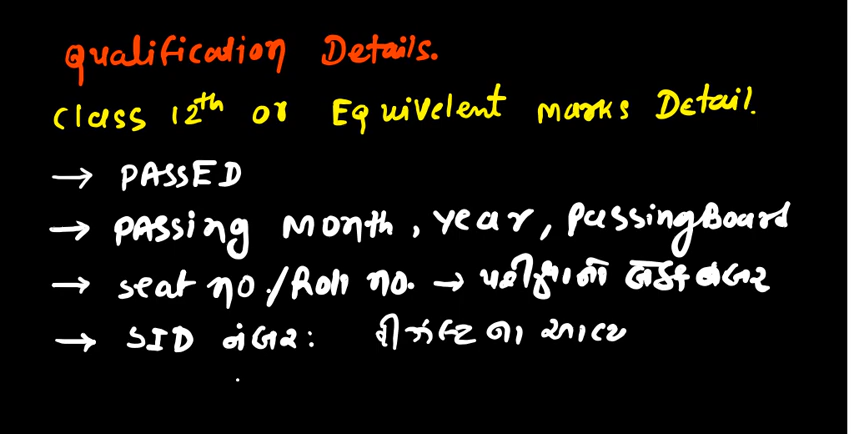 Qualification Details.
Class 12th or Equivelent marks Detail.
→ PASSED
→ PASSing Month, Year, PassingBoard
→ seat no./Roll no. → પરીક્ષાનો બેઠક નંબર
→ SID નંબર: રીઝલ્ટ ના